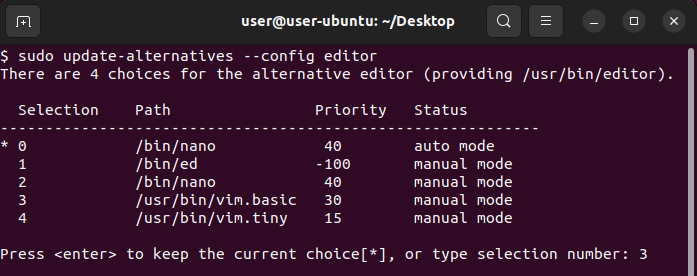 user@user-ubuntu: ~/Desktop
$ sudo update-alternatives --config editor
There are 4 choices for the alternative editor (providing /usr/bin/editor).
  Selection    Path                Priority   Status
------------------------------------------------------------
* 0            /bin/nano            40        auto mode
  1            /bin/ed             -100       manual mode
  2            /bin/nano            40        manual mode
  3            /usr/bin/vim.basic   30        manual mode
  4            /usr/bin/vim.tiny    15        manual mode
Press <enter> to keep the current choice[*], or type selection number: 3